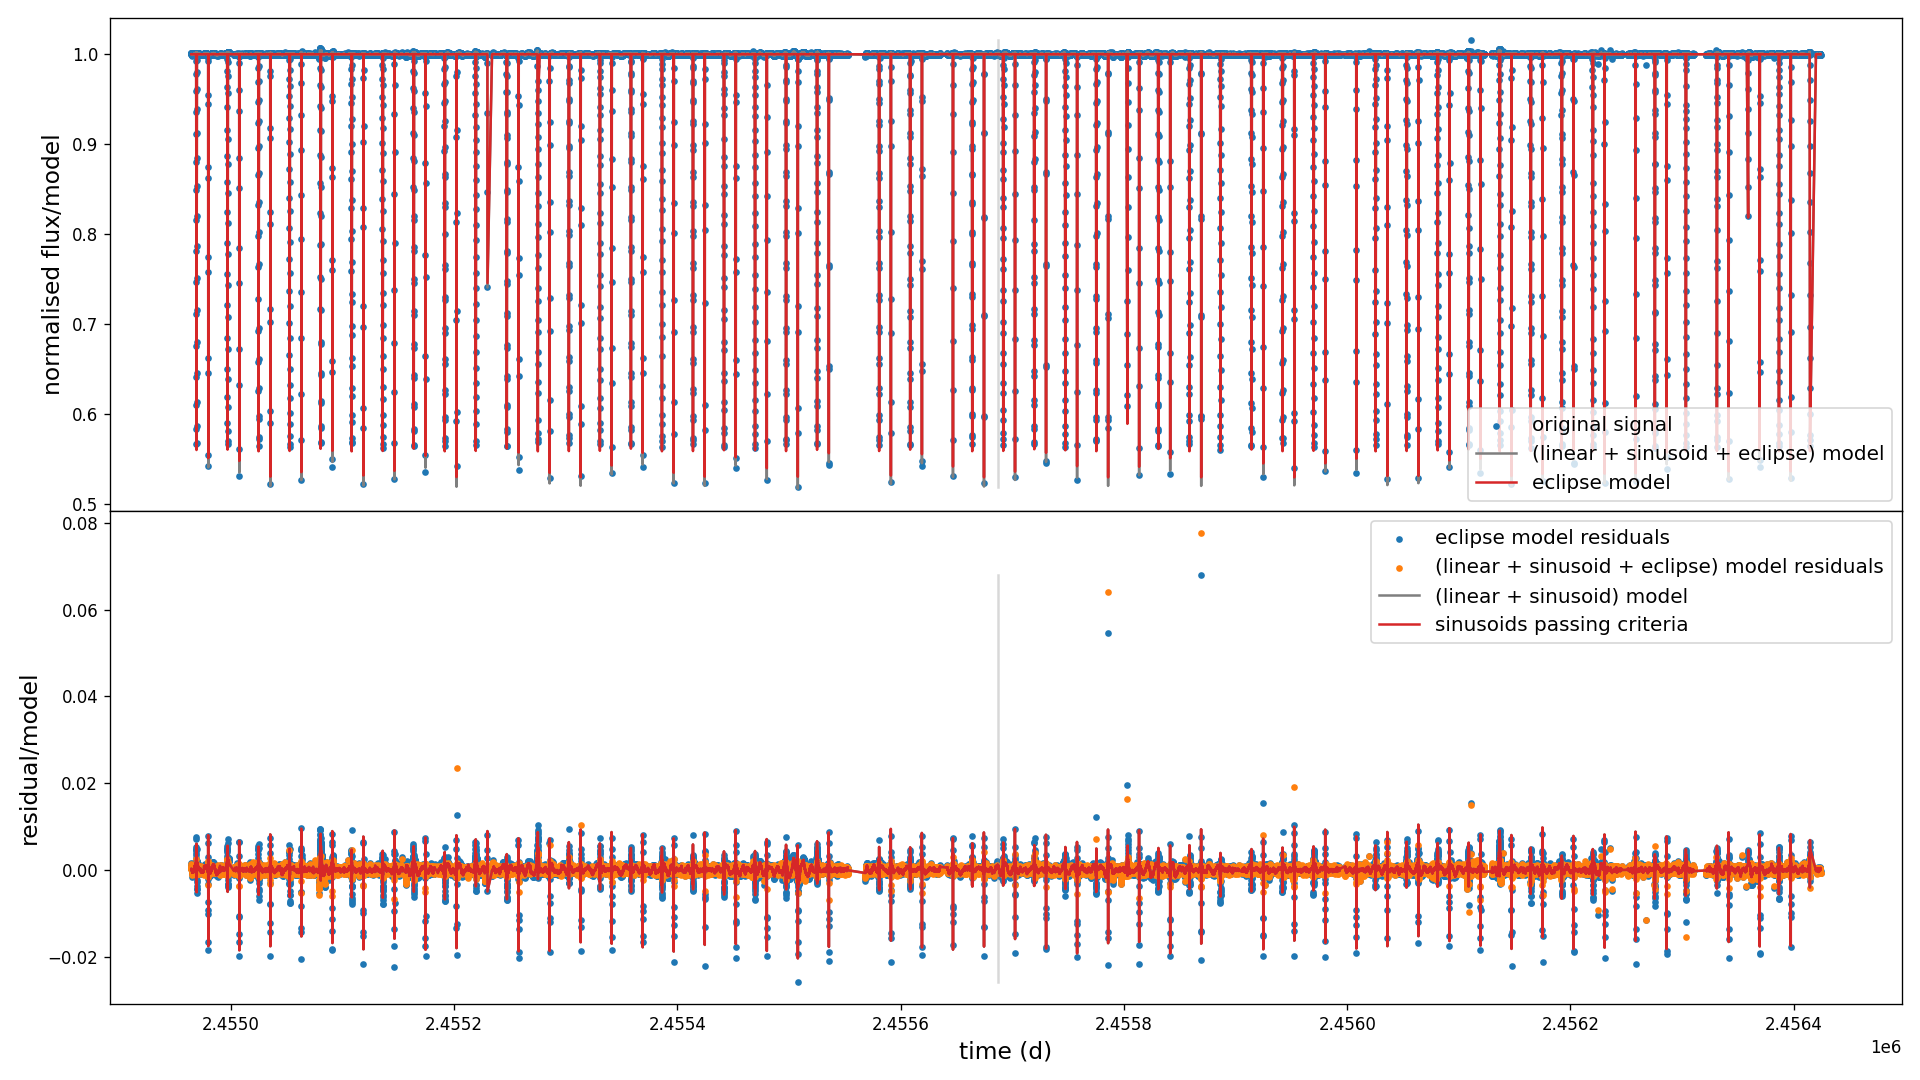 normalised flux/model
1.0
0.9
0.8
0.7
0.6
0.5
original signal
(linear + sinusoid + eclipse) model
eclipse model
residual/model
0.08
0.06
0.04
0.02
0.00
−0.02
eclipse model residuals
(linear + sinusoid + eclipse) model residuals
(linear + sinusoid) model
sinusoids passing criteria
2.4550 2.4552 2.4554 2.4556 2.4558 2.4560 2.4562 2.4564
1e6
time (d)